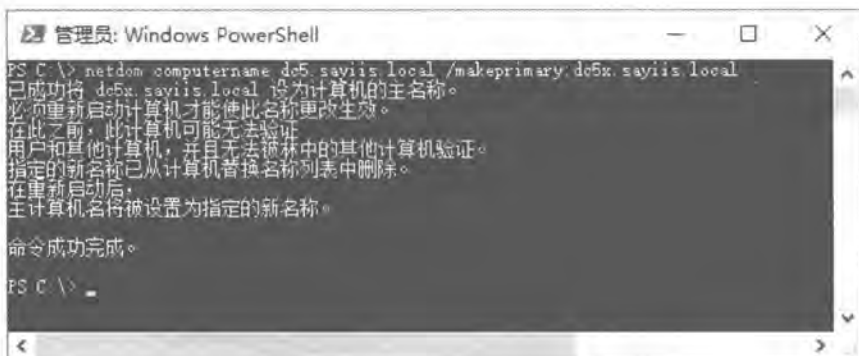 管理员: Windows PowerShell
PS C:\> netdom computername dc5.sayiis.local /makeprimary:dc5x.sayiis.local
已成功将 dc5x.sayiis.local 设为计算机的主名称。
必须重新启动计算机才能使此名称更改生效。
在此之前，此计算机可能无法验证
用户和其他计算机，并且无法被林中的其他计算机验证。
指定的新名称已从计算机替换名称列表中删除。
在重新启动后，
主计算机名将被设置为指定的新名称。
命令成功完成。
PS C:\>